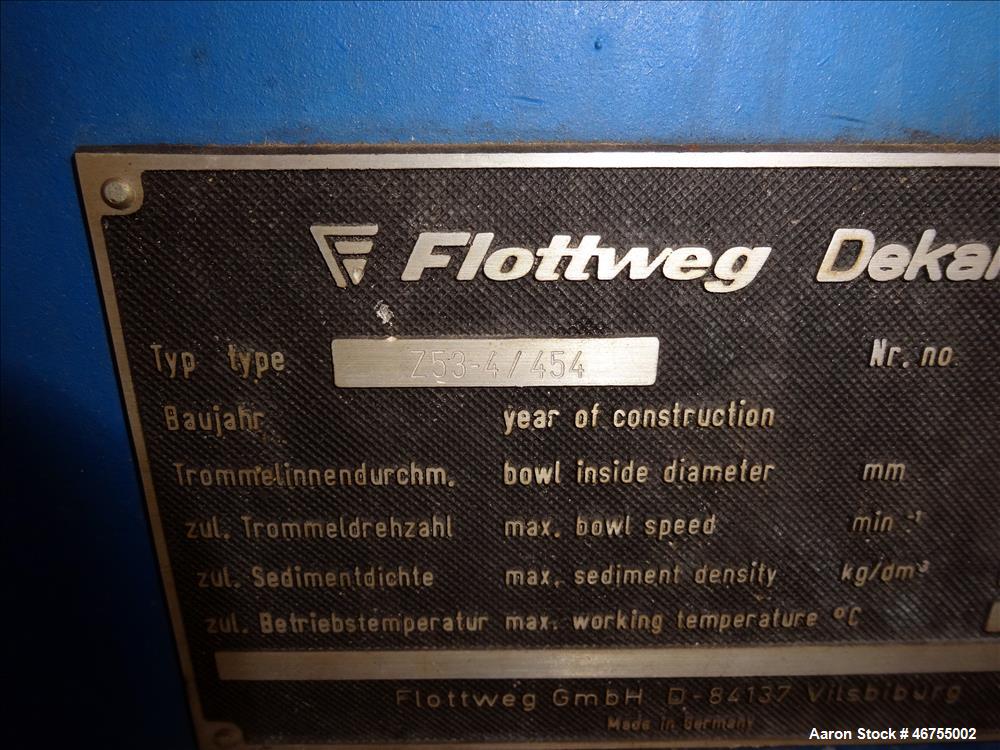 Flottweg Dekan
Typ type Z53-4/454 Nr. no.
Baujahr year of construction
Trommelinnendurchm. bowl inside diameter mm
zul. Trommeldrehzahl max. bowl speed min⁻¹
zul. Sedimentdichte max. sediment density kg/dm³
zul. Betriebstemperatur max. working temperature °C
Flottweg GmbH D-84137 Vilsbiburg
Made in Germany
Aaron Stock # 46755002